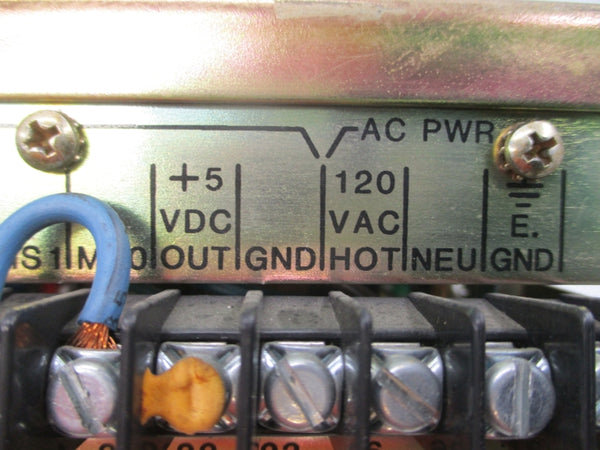 AC PWR
+5 120
VDC VAC E.
OUT GND HOT NEU GND